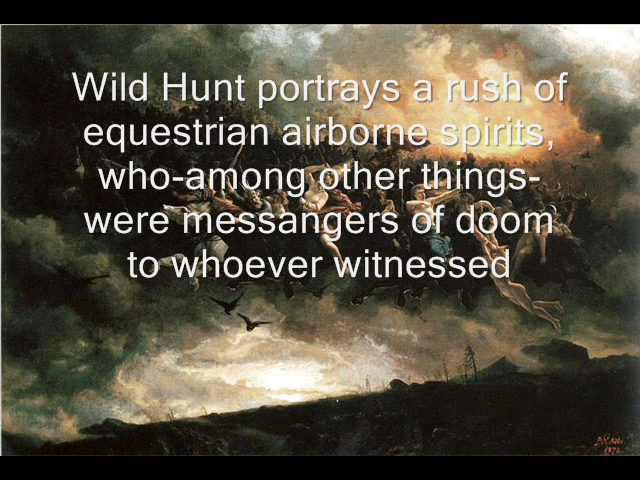 Wild Hunt portrays a rush of
equestrian airborne spirits,
who-among other things-
were messangers of doom
to whoever witnessed